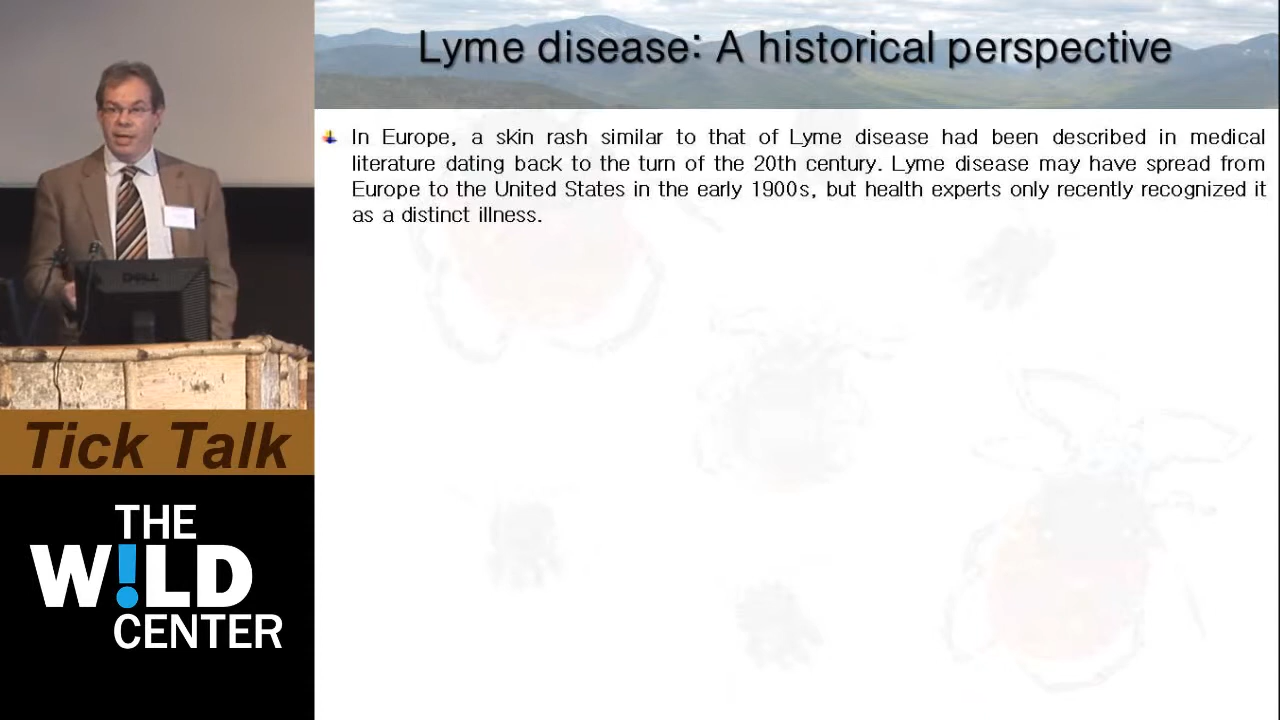 Lyme disease: A historical perspective
In Europe, a skin rash similar to that of Lyme disease had been described in medical
literature dating back to the turn of the 20th century. Lyme disease may have spread from
Europe to the United States in the early 1900s, but health experts only recently recognized it
as a distinct illness.
DELL
Tick Talk
THE
W!LD
CENTER